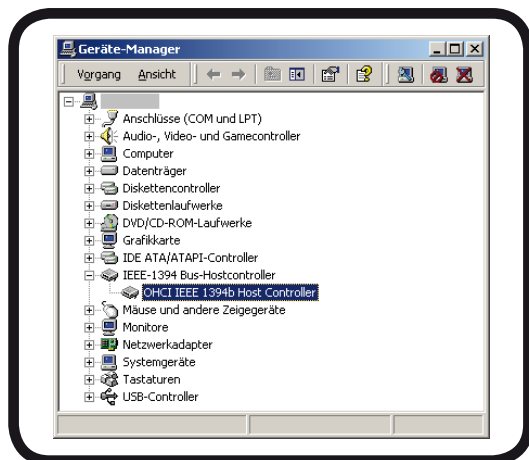 Geräte-Manager
Vorgang Ansicht
Anschlüsse (COM und LPT)
Audio-, Video- und Gamecontroller
Computer
Datenträger
Diskettencontroller
Diskettenlaufwerke
DVD/CD-ROM-Laufwerke
Grafikkarte
IDE ATA/ATAPI-Controller
IEEE-1394 Bus-Hostcontroller
OHCI IEEE 1394b Host Controller
Mäuse und andere Zeigegeräte
Monitore
Netzwerkadapter
Systemgeräte
Tastaturen
USB-Controller